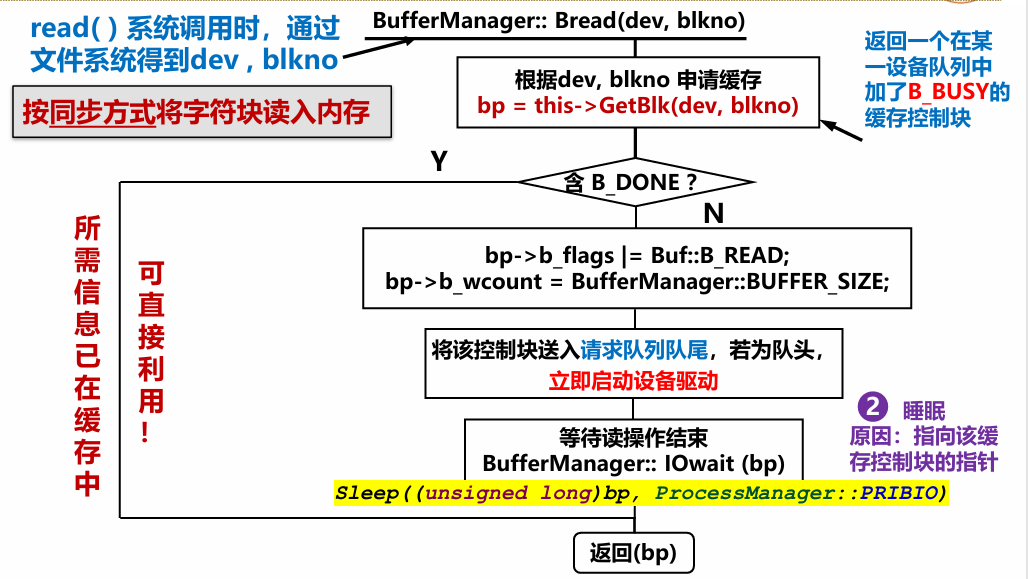 read( ) 系统调用时，通过
文件系统得到dev , blkno
BufferManager:: Bread(dev, blkno)
返回一个在某
一设备队列中
加了B_BUSY的
缓存控制块
按同步方式将字符块读入内存
根据dev, blkno 申请缓存
bp = this->GetBlk(dev, blkno)
Y
含 B_DONE ？
N
所需信息已在缓存中
可直接利用！
bp->b_flags |= Buf::B_READ;
bp->b_wcount = BufferManager::BUFFER_SIZE;
将该控制块送入请求队列队尾，若为队头，
立即启动设备驱动
2 睡眠
原因：指向该缓
存控制块的指针
等待读操作结束
BufferManager:: IOwait (bp)
Sleep((unsigned long)bp, ProcessManager::PRIBIO)
返回(bp)